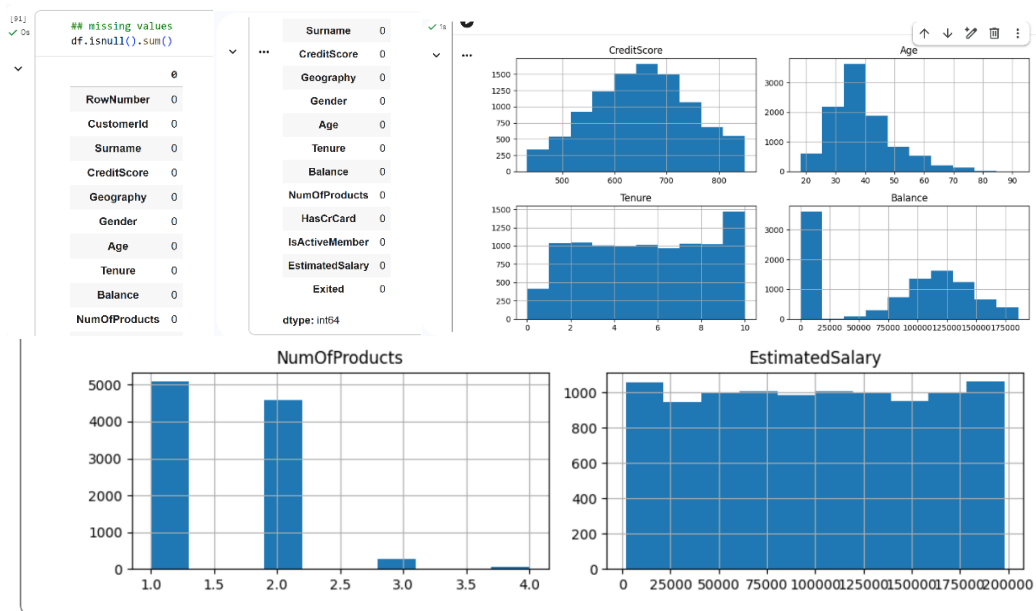 [91]
0s
## missing values
df.isnull().sum()
0
RowNumber 0
CustomerId 0
Surname 0
CreditScore 0
Geography 0
Gender 0
Age 0
Tenure 0
Balance 0
NumOfProducts 0
Surname 0
CreditScore 0
Geography 0
Gender 0
Age 0
Tenure 0
Balance 0
NumOfProducts 0
HasCrCard 0
IsActiveMember 0
EstimatedSalary 0
Exited 0
dtype: int64
1s
CreditScore
1500
1250
1000
750
500
250
0
500 600 700 800
Age
3000
2000
1000
0
20 30 40 50 60 70 80 90
Tenure
1500
1250
1000
750
500
250
0
0 2 4 6 8 10
Balance
3000
2000
1000
0
0 25000 50000 75000 100000 125000 150000 175000
NumOfProducts
5000
4000
3000
2000
1000
0
1.0 1.5 2.0 2.5 3.0 3.5 4.0
EstimatedSalary
1000
800
600
400
200
0
0 25000 50000 75000 100000 125000 150000 175000 200000